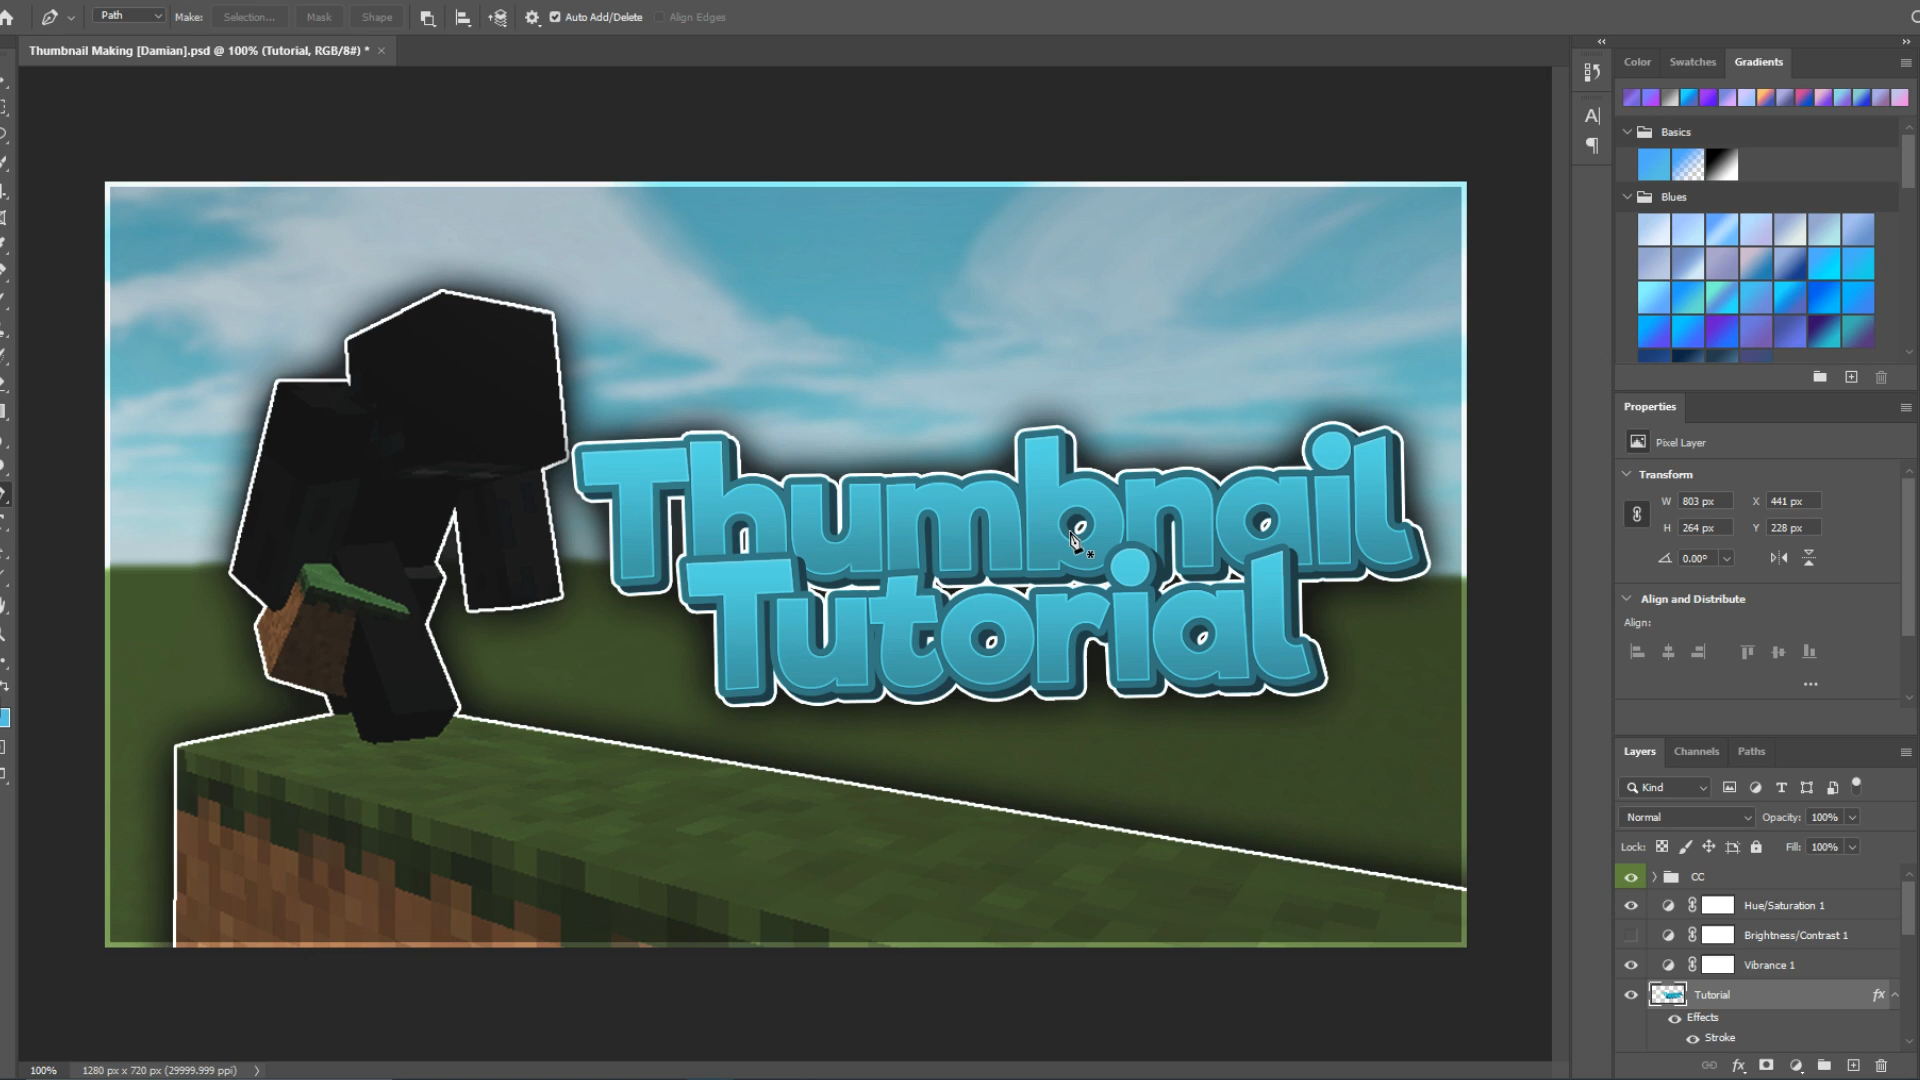 Path
Make:
Selection...
Mask
Shape
Auto Add/Delete
Align Edges
Thumbnail Making [Damian].psd @ 100% (Tutorial, RGB/8#) *
Color
Swatches
Gradients
Basics
Blues
Thumbnail
Tutorial
Properties
Pixel Layer
Transform
W 803 px X 441 px
H 264 px Y 228 px
0.00°
Align and Distribute
Align:
Layers
Channels
Paths
Kind
Normal
Opacity: 100%
Lock:
Fill: 100%
CC
Hue/Saturation 1
Brightness/Contrast 1
Vibrance 1
Tutorial
fx
Effects
Stroke
fx
100%
1280 px x 720 px (29999.999 ppi)